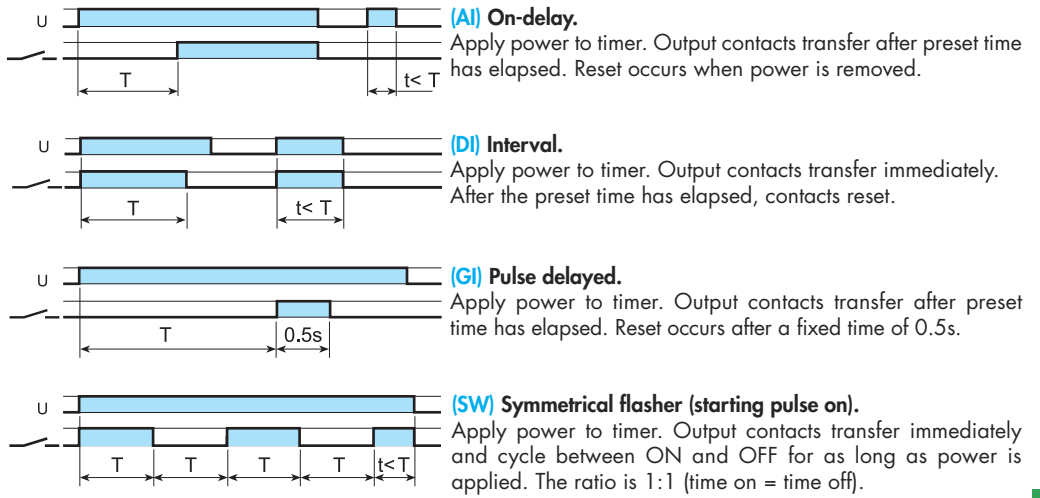 U
T
t< T
(AI) On-delay.
Apply power to timer. Output contacts transfer after preset time
has elapsed. Reset occurs when power is removed.
U
T
t< T
(DI) Interval.
Apply power to timer. Output contacts transfer immediately.
After the preset time has elapsed, contacts reset.
U
T
0.5s
(GI) Pulse delayed.
Apply power to timer. Output contacts transfer after preset
time has elapsed. Reset occurs after a fixed time of 0.5s.
U
T T T T t<T
(SW) Symmetrical flasher (starting pulse on).
Apply power to timer. Output contacts transfer immediately
and cycle between ON and OFF for as long as power is
applied. The ratio is 1:1 (time on = time off).